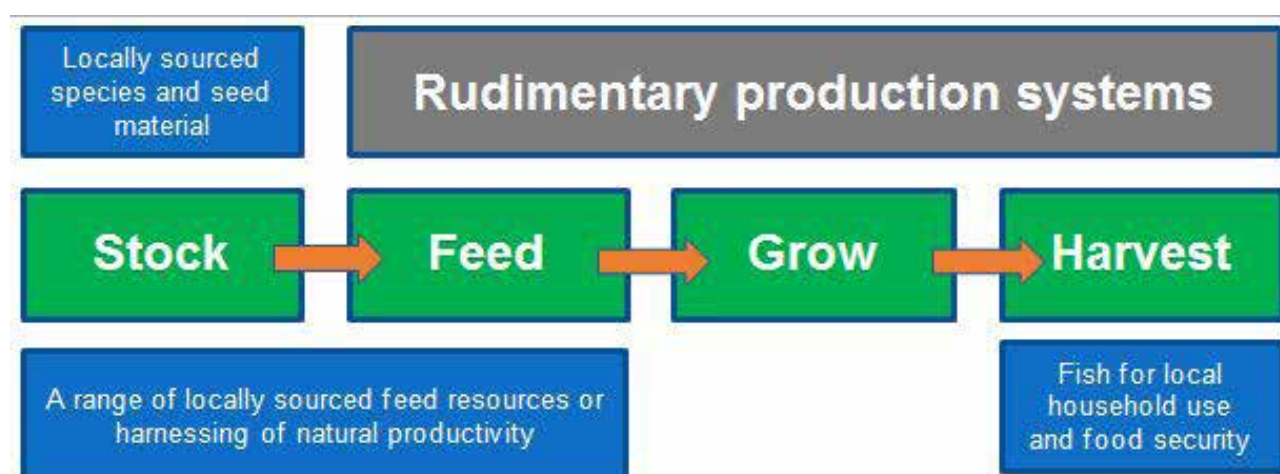 Locally sourced
species and seed
material
Rudimentary production systems
Stock
Feed
Grow
Harvest
A range of locally sourced feed resources or
harnessing of natural productivity
Fish for local
household use
and food security